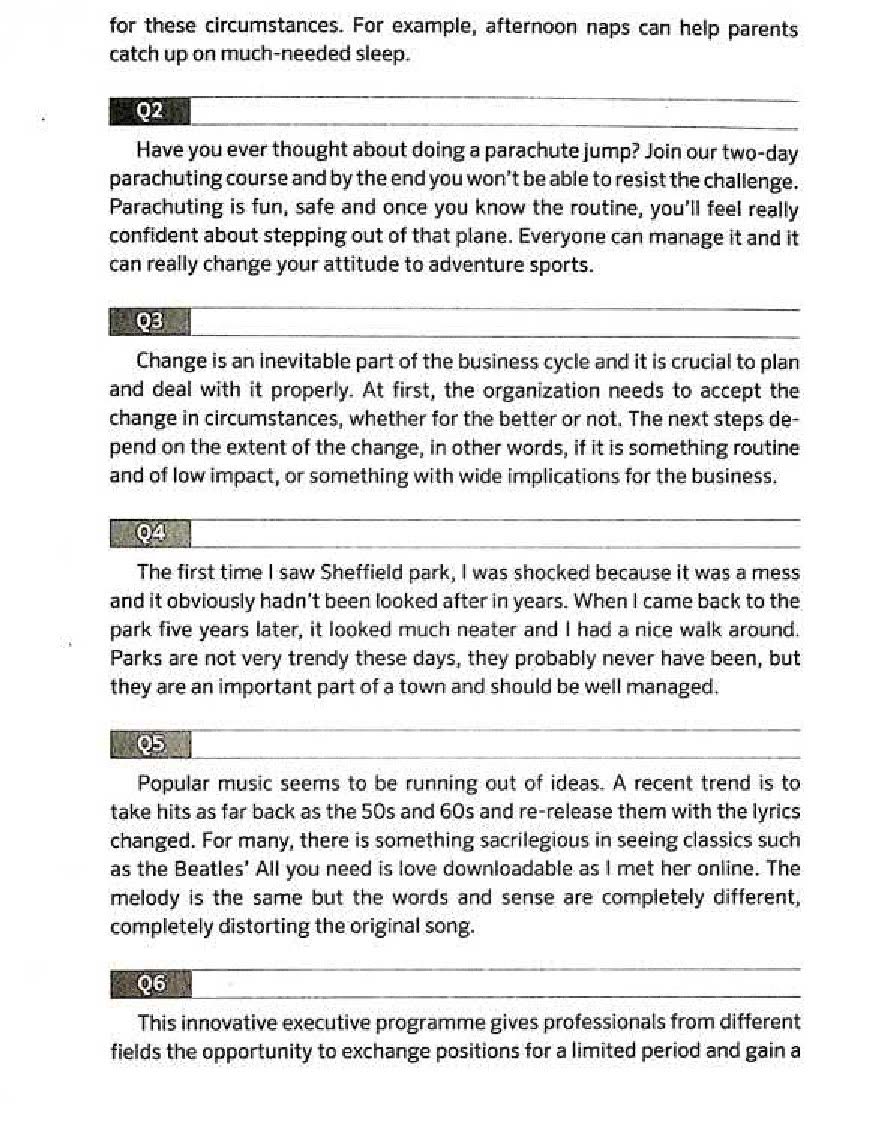 for these circumstances. For example, afternoon naps can help parents
catch up on much-needed sleep.
Q2
Have you ever thought about doing a parachute jump? Join our two-day
parachuting course and by the end you won't be able to resist the challenge.
Parachuting is fun, safe and once you know the routine, you'll feel really
confident about stepping out of that plane. Everyone can manage it and it
can really change your attitude to adventure sports.
Q3
Change is an inevitable part of the business cycle and it is crucial to plan
and deal with it properly. At first, the organization needs to accept the
change in circumstances, whether for the better or not. The next steps de-
pend on the extent of the change, in other words, if it is something routine
and of low impact, or something with wide implications for the business.
Q4
The first time I saw Sheffield park, I was shocked because it was a mess
and it obviously hadn't been looked after in years. When I came back to the
park five years later, it looked much neater and I had a nice walk around.
Parks are not very trendy these days, they probably never have been, but
they are an important part of a town and should be well managed.
Q5
Popular music seems to be running out of ideas. A recent trend is to
take hits as far back as the 50s and 60s and re-release them with the lyrics
changed. For many, there is something sacrilegious in seeing classics such
as the Beatles' All you need is love downloadable as I met her online. The
melody is the same but the words and sense are completely different,
completely distorting the original song.
Q6
This innovative executive programme gives professionals from different
fields the opportunity to exchange positions for a limited period and gain a